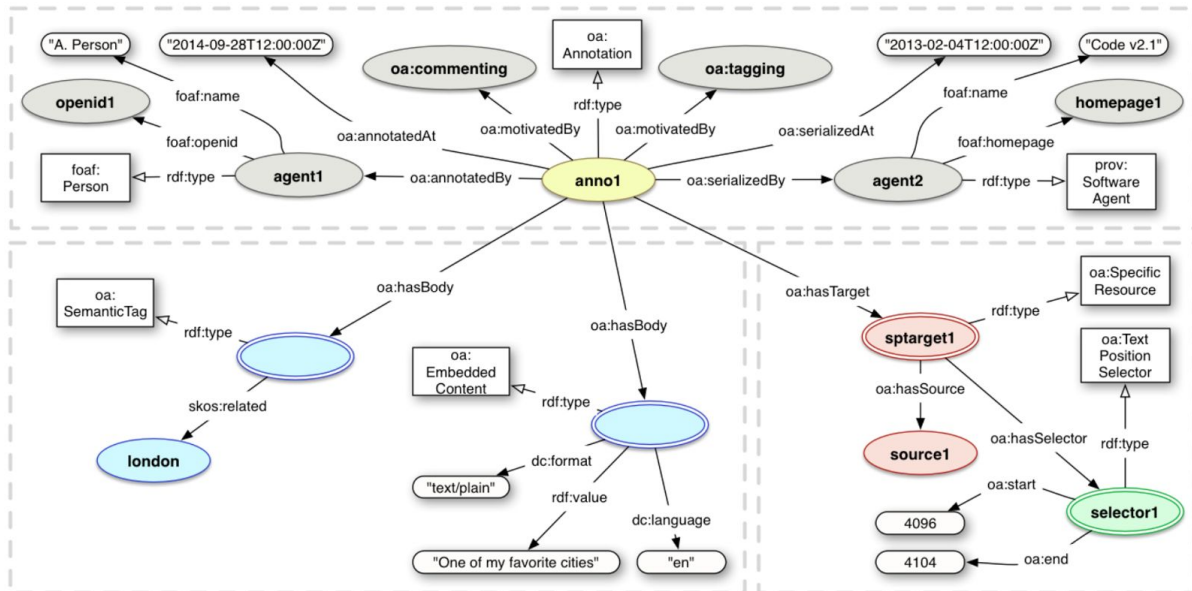 "A. Person"
"2014-09-28T12:00:00Z"
oa:commenting
oa:
Annotation
oa:tagging
"2013-02-04T12:00:00Z"
"Code v2.1"
openid1
foaf:name
rdf:type
foaf:name
homepage1
foaf:openid
oa:annotatedAt
oa:motivatedBy
oa:motivatedBy
oa:serializedAt
foaf:homepage
foaf:
Person
rdf:type
agent1
oa:annotatedBy
anno1
oa:serializedBy
agent2
rdf:type
prov:
Software
Agent
oa:hasBody
oa:
SemanticTag
rdf:type
skos:related
london
oa:hasBody
oa:
Embedded
Content
rdf:type
dc:format
"text/plain"
rdf:value
dc:language
"One of my favorite cities"
"en"
oa:hasTarget
oa:Specific
Resource
rdf:type
sptarget1
oa:Text
Position
Selector
oa:hasSource
oa:hasSelector
rdf:type
source1
oa:start
selector1
4096
oa:end
4104